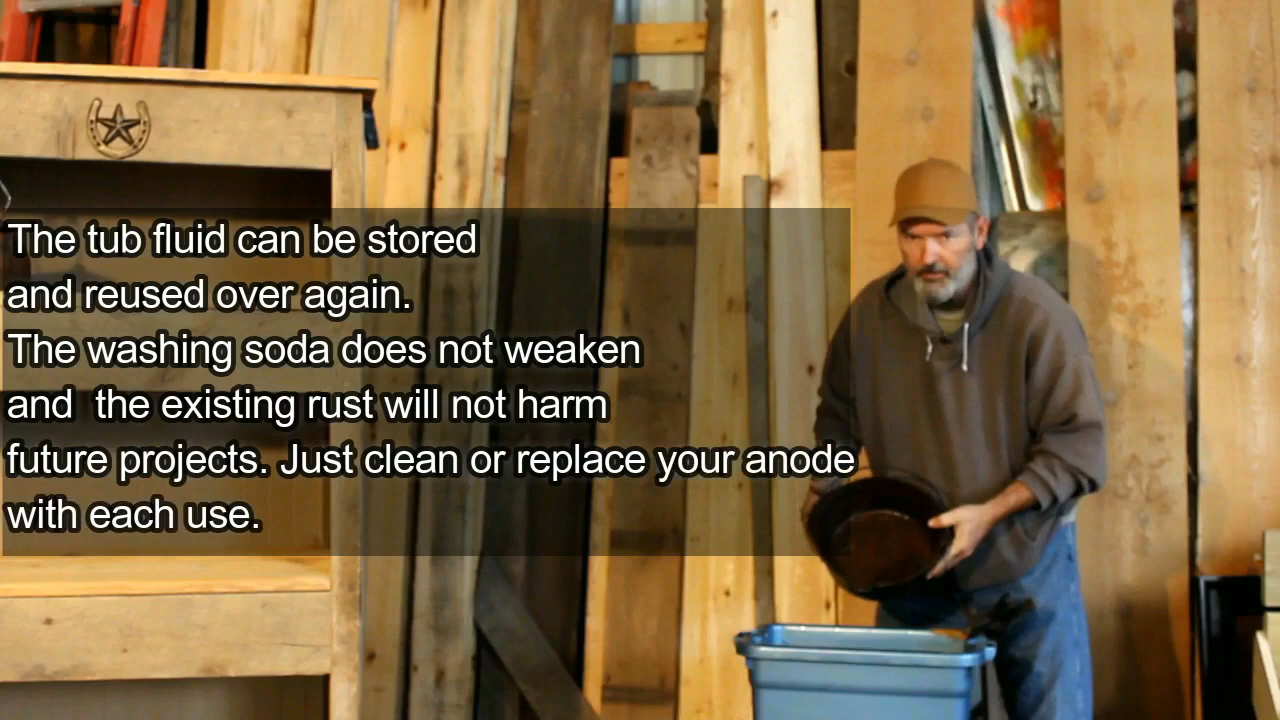 The tub fluid can be stored
and reused over again.
The washing soda does not weaken
and  the existing rust will not harm
future projects. Just clean or replace your anode
with each use.